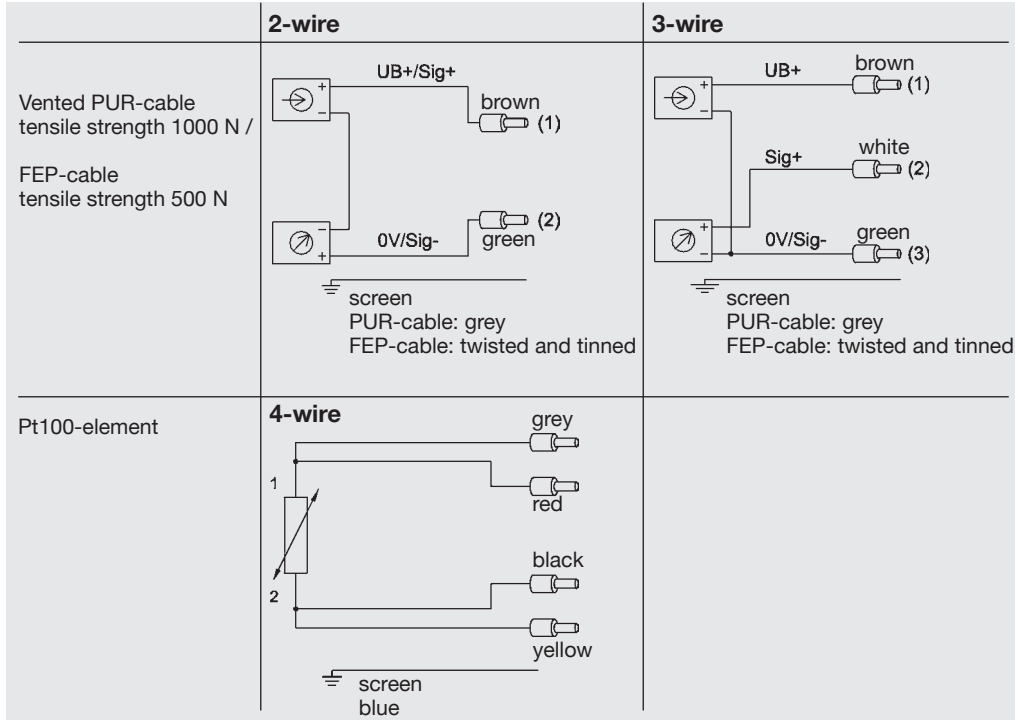 2-wire
3-wire
Vented PUR-cable
tensile strength 1000 N /
FEP-cable
tensile strength 500 N
UB+/Sig+
+
-
brown
(1)
-
+
0V/Sig-
(2)
green
screen
PUR-cable: grey
FEP-cable: twisted and tinned
UB+
brown
+
-
(1)
Sig+
white
(2)
+
-
0V/Sig-
green
(3)
screen
PUR-cable: grey
FEP-cable: twisted and tinned
Pt100-element
4-wire
grey
1
red
black
2
yellow
screen
blue